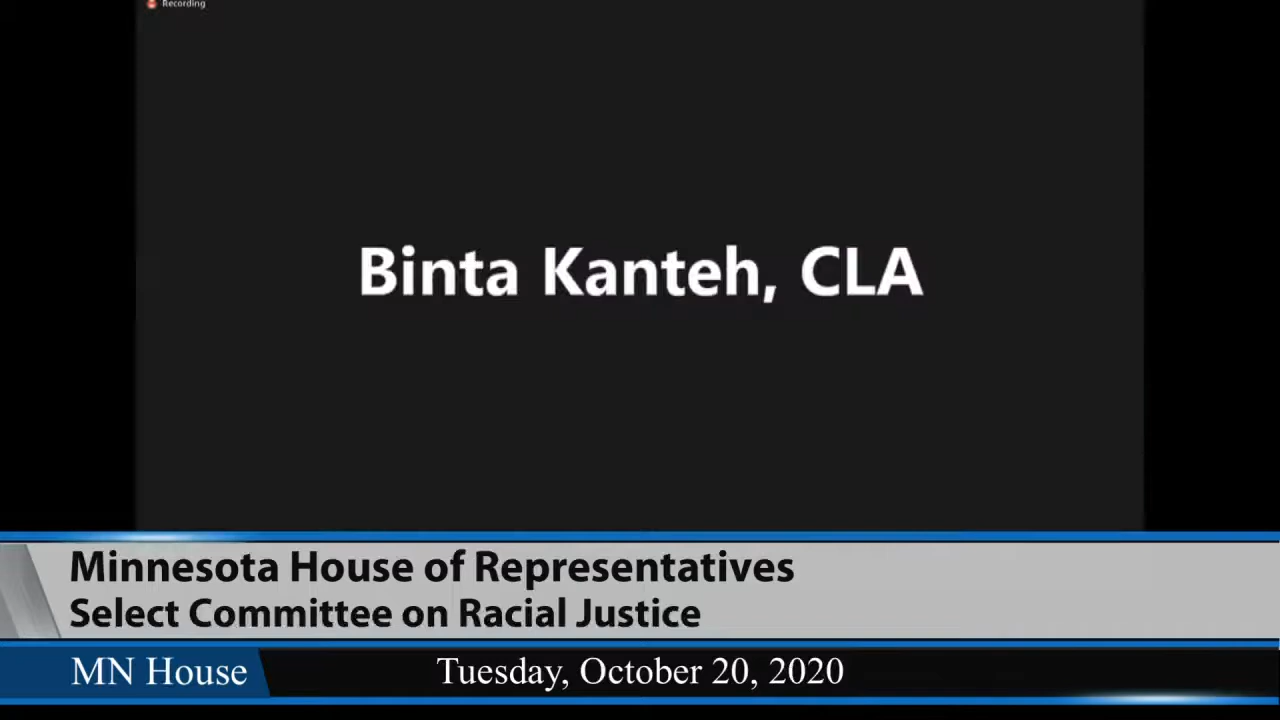 Recording
Binta Kanteh, CLA
Minnesota House of Representatives
Select Committee on Racial Justice
MN House
Tuesday, October 20, 2020